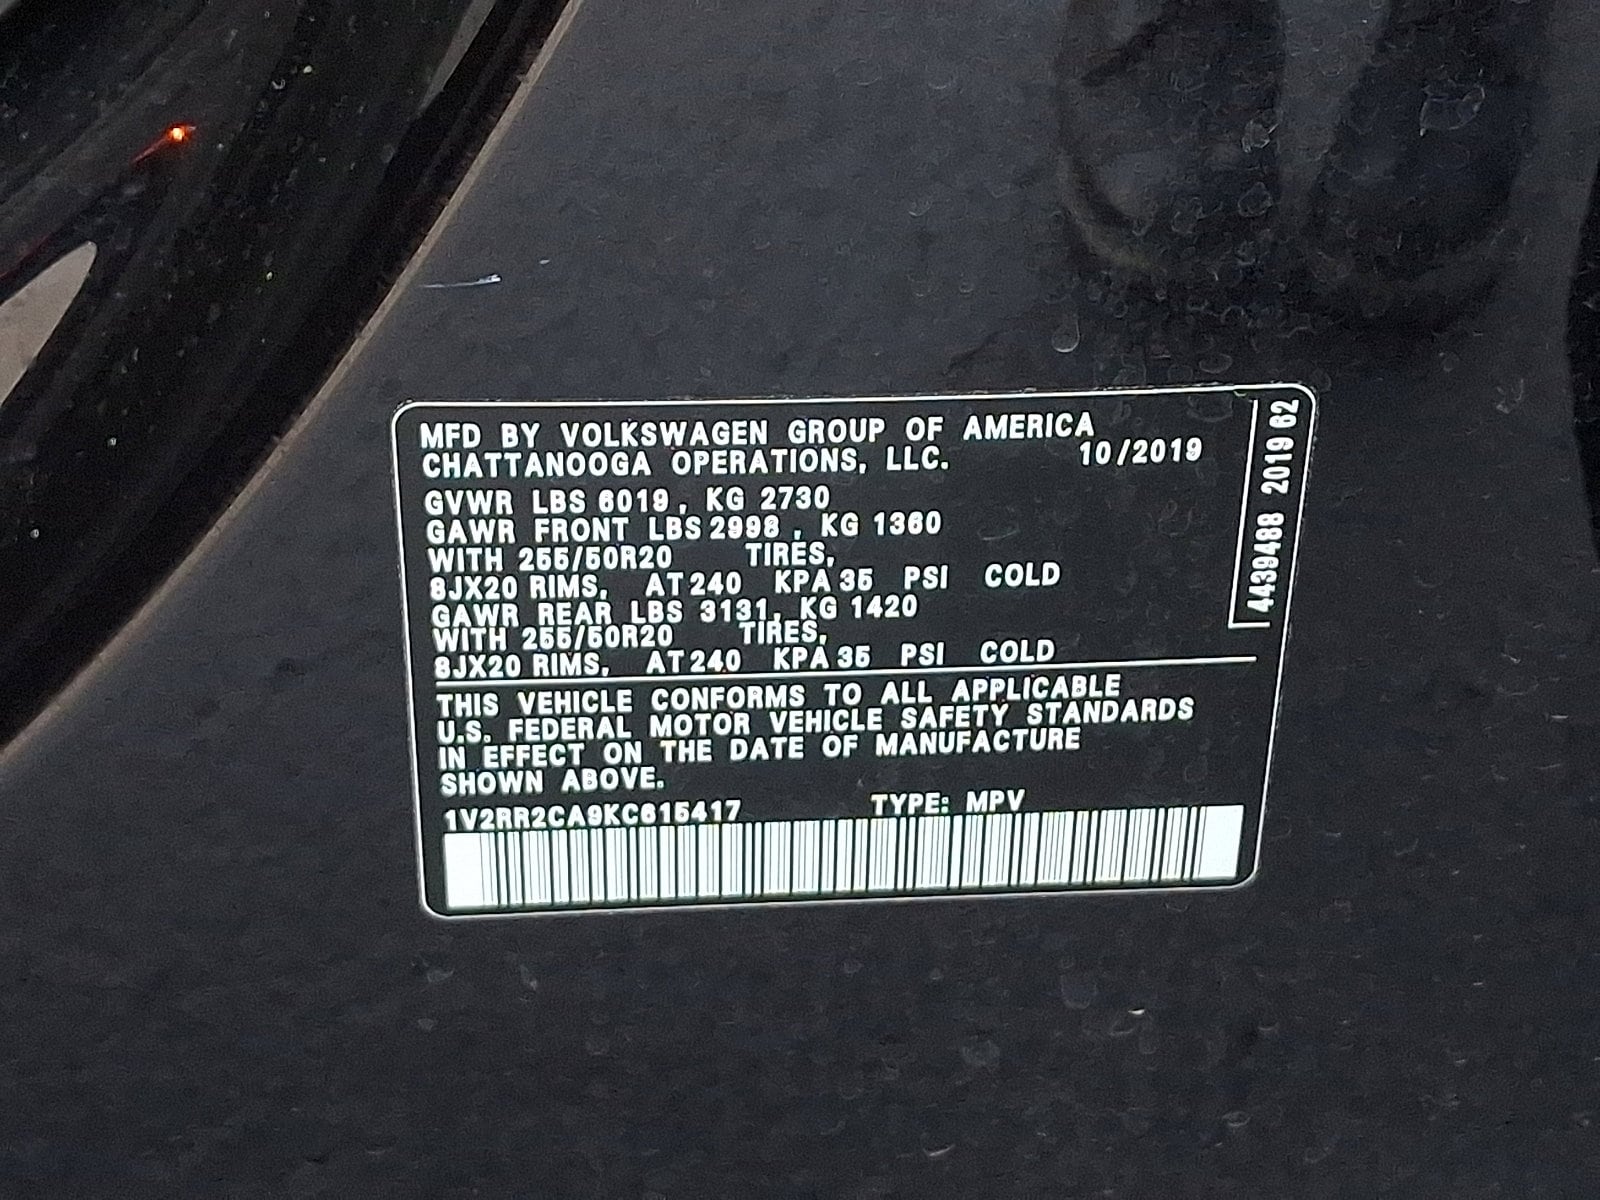 MFD BY VOLKSWAGEN GROUP OF AMERICA
CHATTANOOGA OPERATIONS, LLC. 10/2019
GVWR LBS 6019, KG 2730
GAWR FRONT LBS 2998, KG 1360
WITH 255/50R20 TIRES,
8JX20 RIMS, AT 240 KPA 35 PSI COLD
GAWR REAR LBS 3131, KG 1420
WITH 255/50R20 TIRES,
8JX20 RIMS, AT 240 KPA 35 PSI COLD
THIS VEHICLE CONFORMS TO ALL APPLICABLE
U.S. FEDERAL MOTOR VEHICLE SAFETY STANDARDS
IN EFFECT ON THE DATE OF MANUFACTURE
SHOWN ABOVE.
1V2RR2CA9KC615417 TYPE: MPV
4439488 2019 62